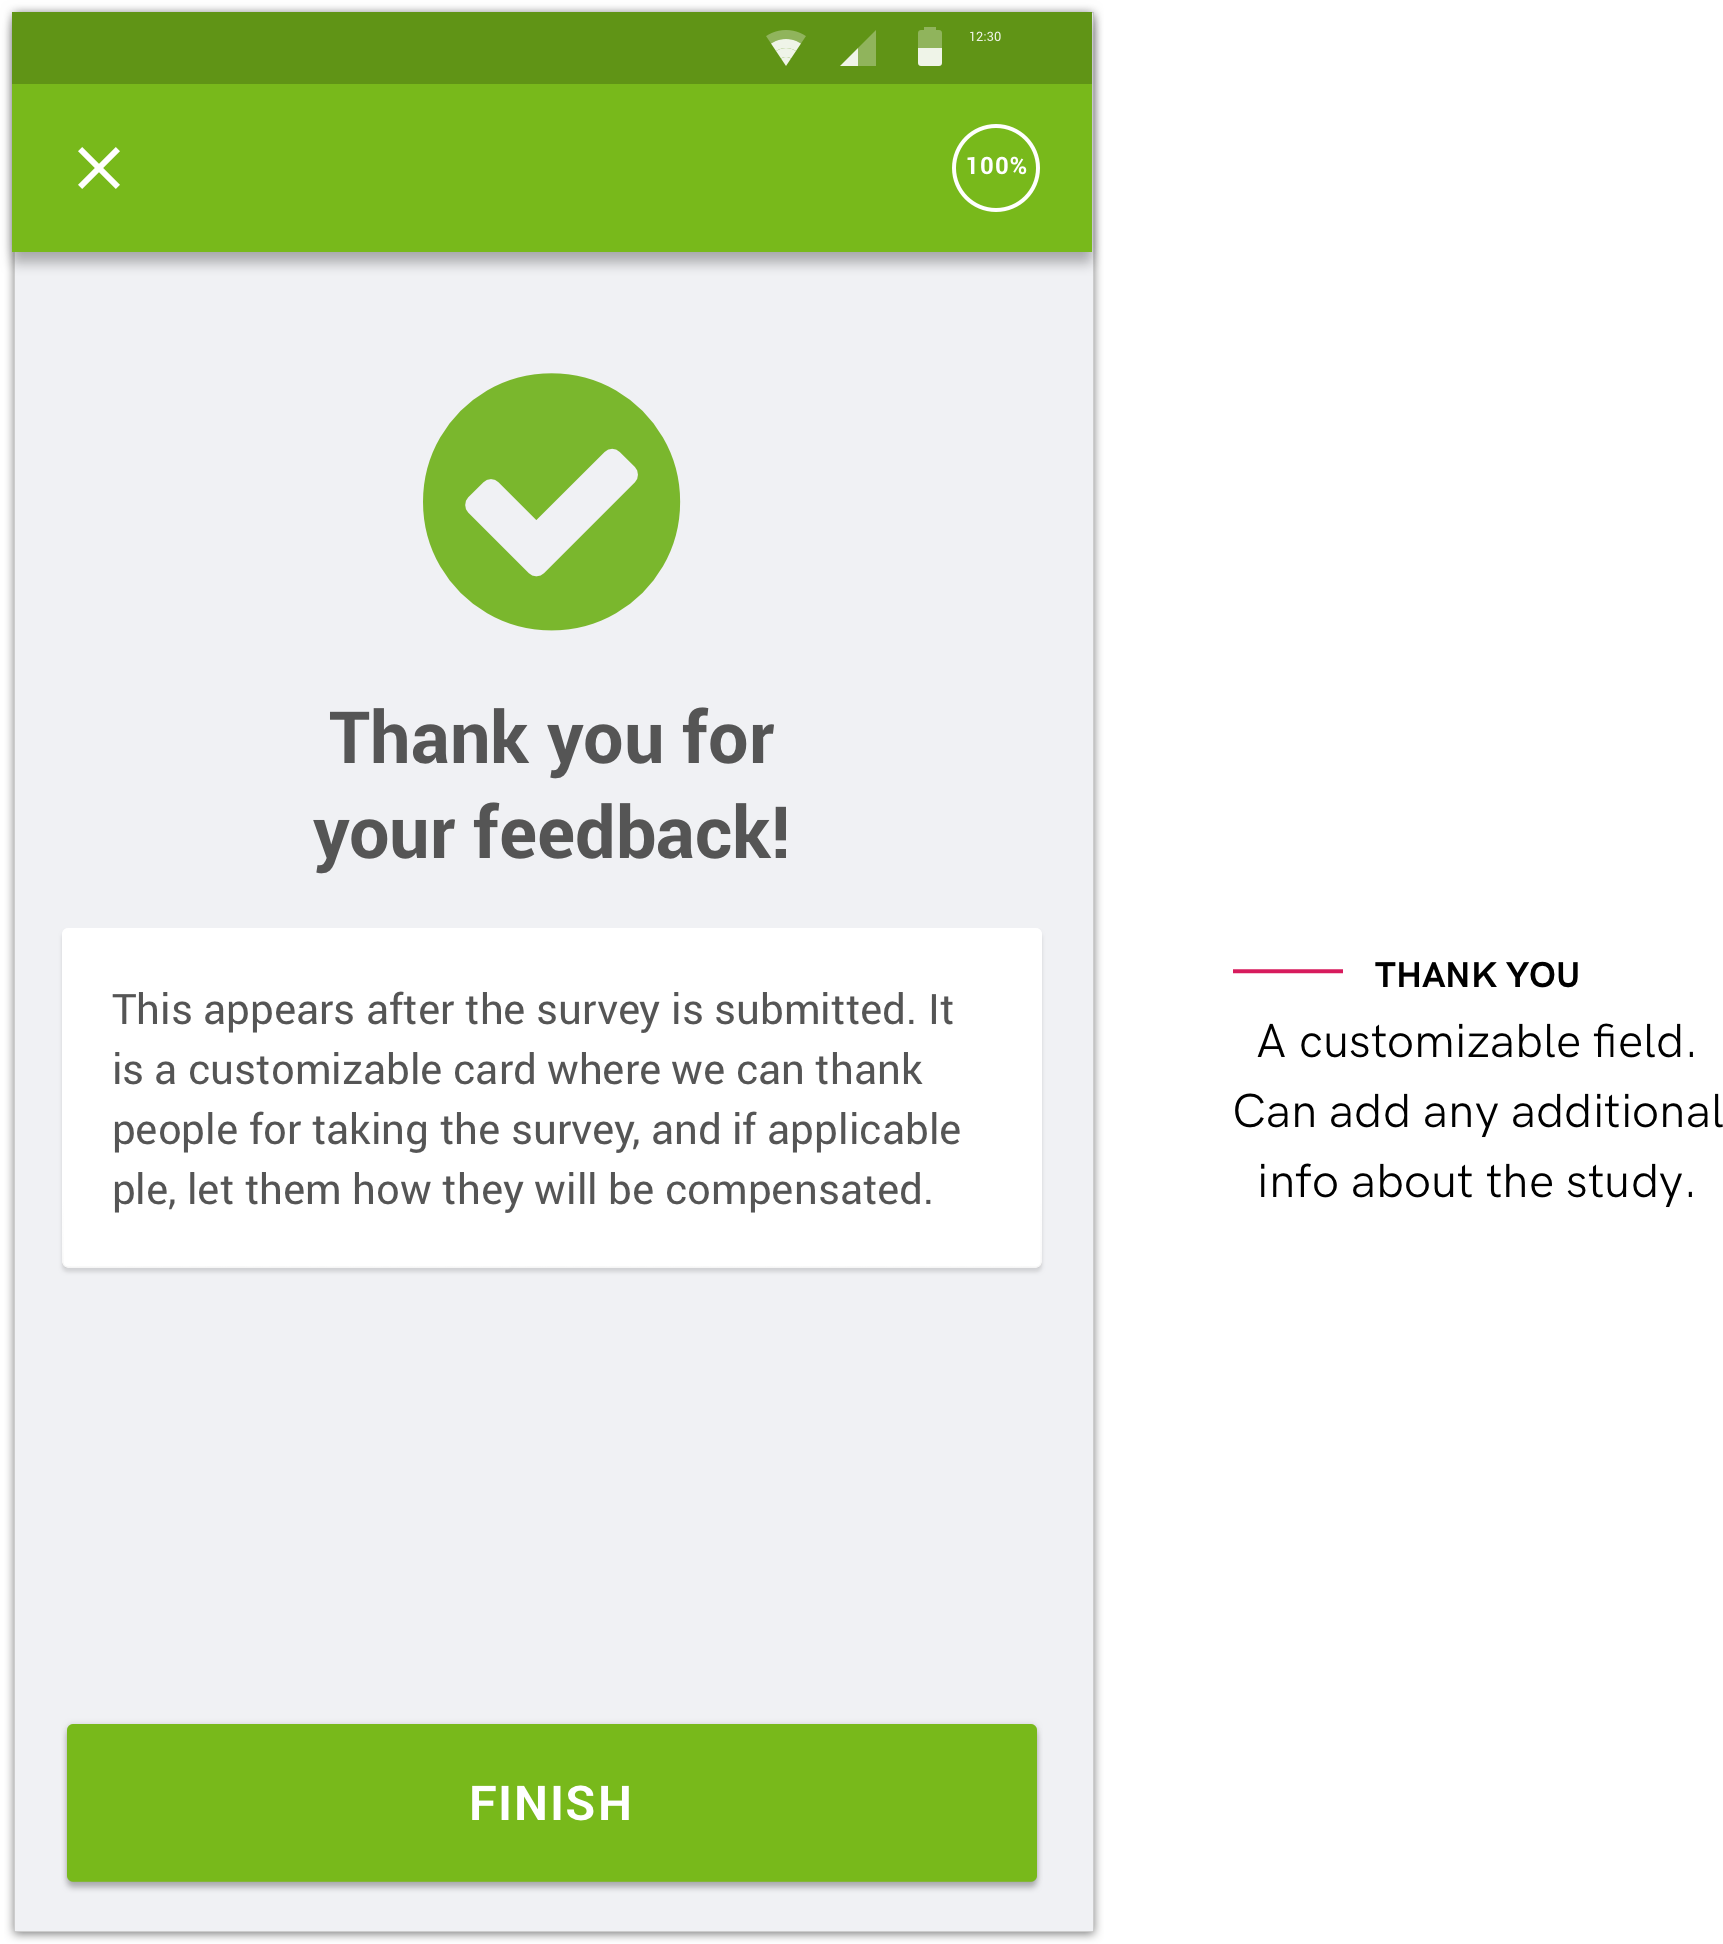 12:30
100%
Thank you for
your feedback!
This appears after the survey is submitted. It
is a customizable card where we can thank
people for taking the survey, and if applicable
ple, let them how they will be compensated.
FINISH
THANK YOU
A customizable field.
Can add any additional
info about the study.